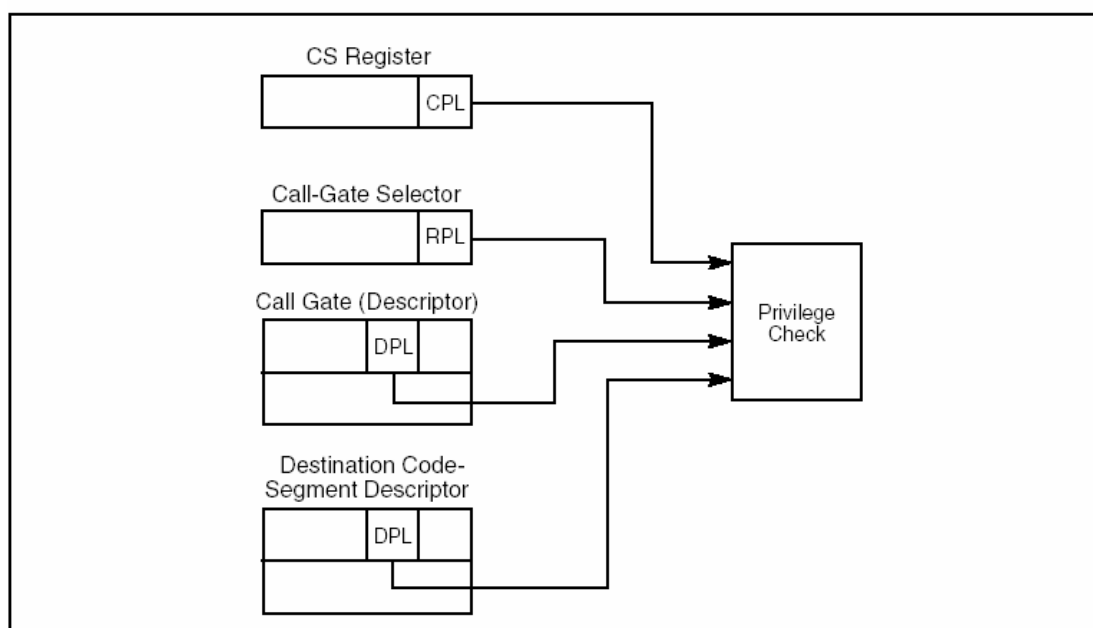 CS Register
CPL
Call-Gate Selector
RPL
Call Gate (Descriptor)
DPL
Privilege
Check
Destination Code-
Segment Descriptor
DPL